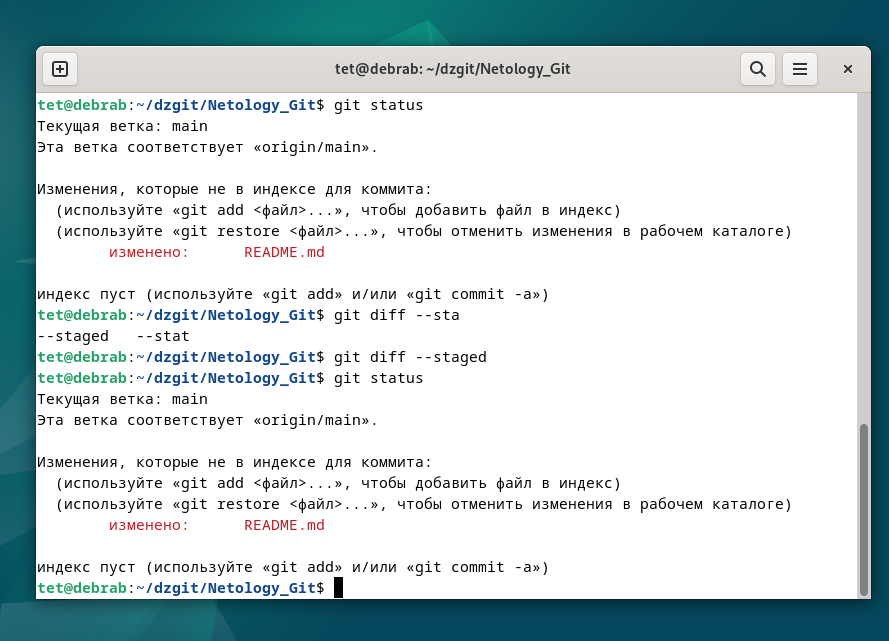 tet@debrab: ~/dzgit/Netology_Git
tet@debrab:~/dzgit/Netology_Git$ git status
Текущая ветка: main
Эта ветка соответствует «origin/main».
Изменения, которые не в индексе для коммита:
(используйте «git add <файл>...», чтобы добавить файл в индекс)
(используйте «git restore <файл>...», чтобы отменить изменения в рабочем каталоге)
изменено:      README.md
индекс пуст (используйте «git add» и/или «git commit -a»)
tet@debrab:~/dzgit/Netology_Git$ git diff --sta
--staged   --stat
tet@debrab:~/dzgit/Netology_Git$ git diff --staged
tet@debrab:~/dzgit/Netology_Git$ git status
Текущая ветка: main
Эта ветка соответствует «origin/main».
Изменения, которые не в индексе для коммита:
(используйте «git add <файл>...», чтобы добавить файл в индекс)
(используйте «git restore <файл>...», чтобы отменить изменения в рабочем каталоге)
изменено:      README.md
индекс пуст (используйте «git add» и/или «git commit -a»)
tet@debrab:~/dzgit/Netology_Git$